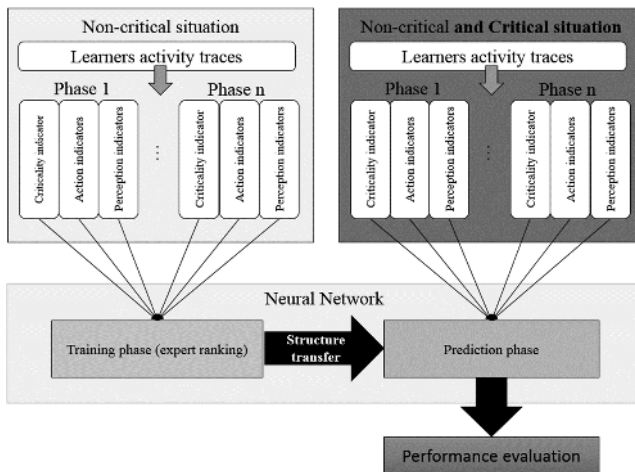 Non-critical situation
Learners activity traces
Phase 1
Phase n
Criticality indicator
Action indicators
Perception indicators
...
Criticality indicator
Action indicators
Perception indicators
Non-critical and Critical situation
Learners activity traces
Phase 1
Phase n
Criticality indicator
Action indicators
Perception indicators
...
Criticality indicator
Action indicators
Perception indicators
Neural Network
Training phase (expert ranking)
Structure
transfer
Prediction phase
Performance evaluation